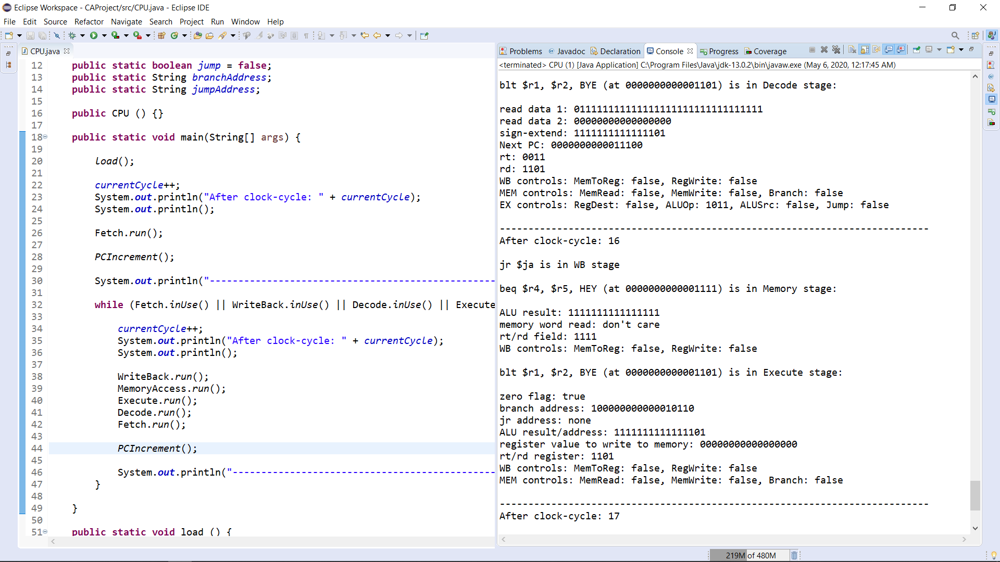 Eclipse Workspace - CAProject/src/CPU.java - Eclipse IDE
File Edit Source Refactor Navigate Search Project Run Window Help
CPU.java
12 public static boolean jump = false;
13 public static String branchAddress;
14 public static String jumpAddress;
15
16 public CPU () {}
17
18 public static void main(String[] args) {
19
20 load();
21
22 currentCycle++;
23 System.out.println("After clock-cycle: " + currentCycle);
24 System.out.println();
25
26 Fetch.run();
27
28 PCIncrement();
29
30 System.out.println("--------------------------------------------------
31
32 while (Fetch.inUse() || WriteBack.inUse() || Decode.inUse() || Execute
33
34 currentCycle++;
35 System.out.println("After clock-cycle: " + currentCycle);
36 System.out.println();
37
38 WriteBack.run();
39 MemoryAccess.run();
40 Execute.run();
41 Decode.run();
42 Fetch.run();
43
44 PCIncrement();
45
46 System.out.println("----------------------------------------------
47 }
48
49 }
50
51 public static void load () {
Problems Javadoc Declaration Console Progress Coverage
<terminated> CPU (1) [Java Application] C:\Program Files\Java\jdk-13.0.2\bin\javaw.exe (May 6, 2020, 12:17:45 AM)
blt $r1, $r2, BYE (at 0000000000001101) is in Decode stage:
read data 1: 011111111111111111111111111111111
read data 2: 00000000000000000
sign-extend: 1111111111111101
Next PC: 0000000000011100
rt: 0011
rd: 1101
WB controls: MemToReg: false, RegWrite: false
MEM controls: MemRead: false, MemWrite: false, Branch: false
EX controls: RegDest: false, ALUOp: 1011, ALUSrc: false, Jump: false
---------------------------------------------------------------------------
After clock-cycle: 16
jr $ja is in WB stage
beq $r4, $r5, HEY (at 0000000000001111) is in Memory stage:
ALU result: 1111111111111111
memory word read: don't care
rt/rd field: 1111
WB controls: MemToReg: false, RegWrite: false
blt $r1, $r2, BYE (at 0000000000001101) is in Execute stage:
zero flag: true
branch address: 100000000000010110
jr address: none
ALU result/address: 1111111111111101
register value to write to memory: 00000000000000000
rt/rd register: 1101
WB controls: MemToReg: false, RegWrite: false
MEM controls: MemRead: false, MemWrite: false, Branch: false
---------------------------------------------------------------------------
After clock-cycle: 17
219M of 480M